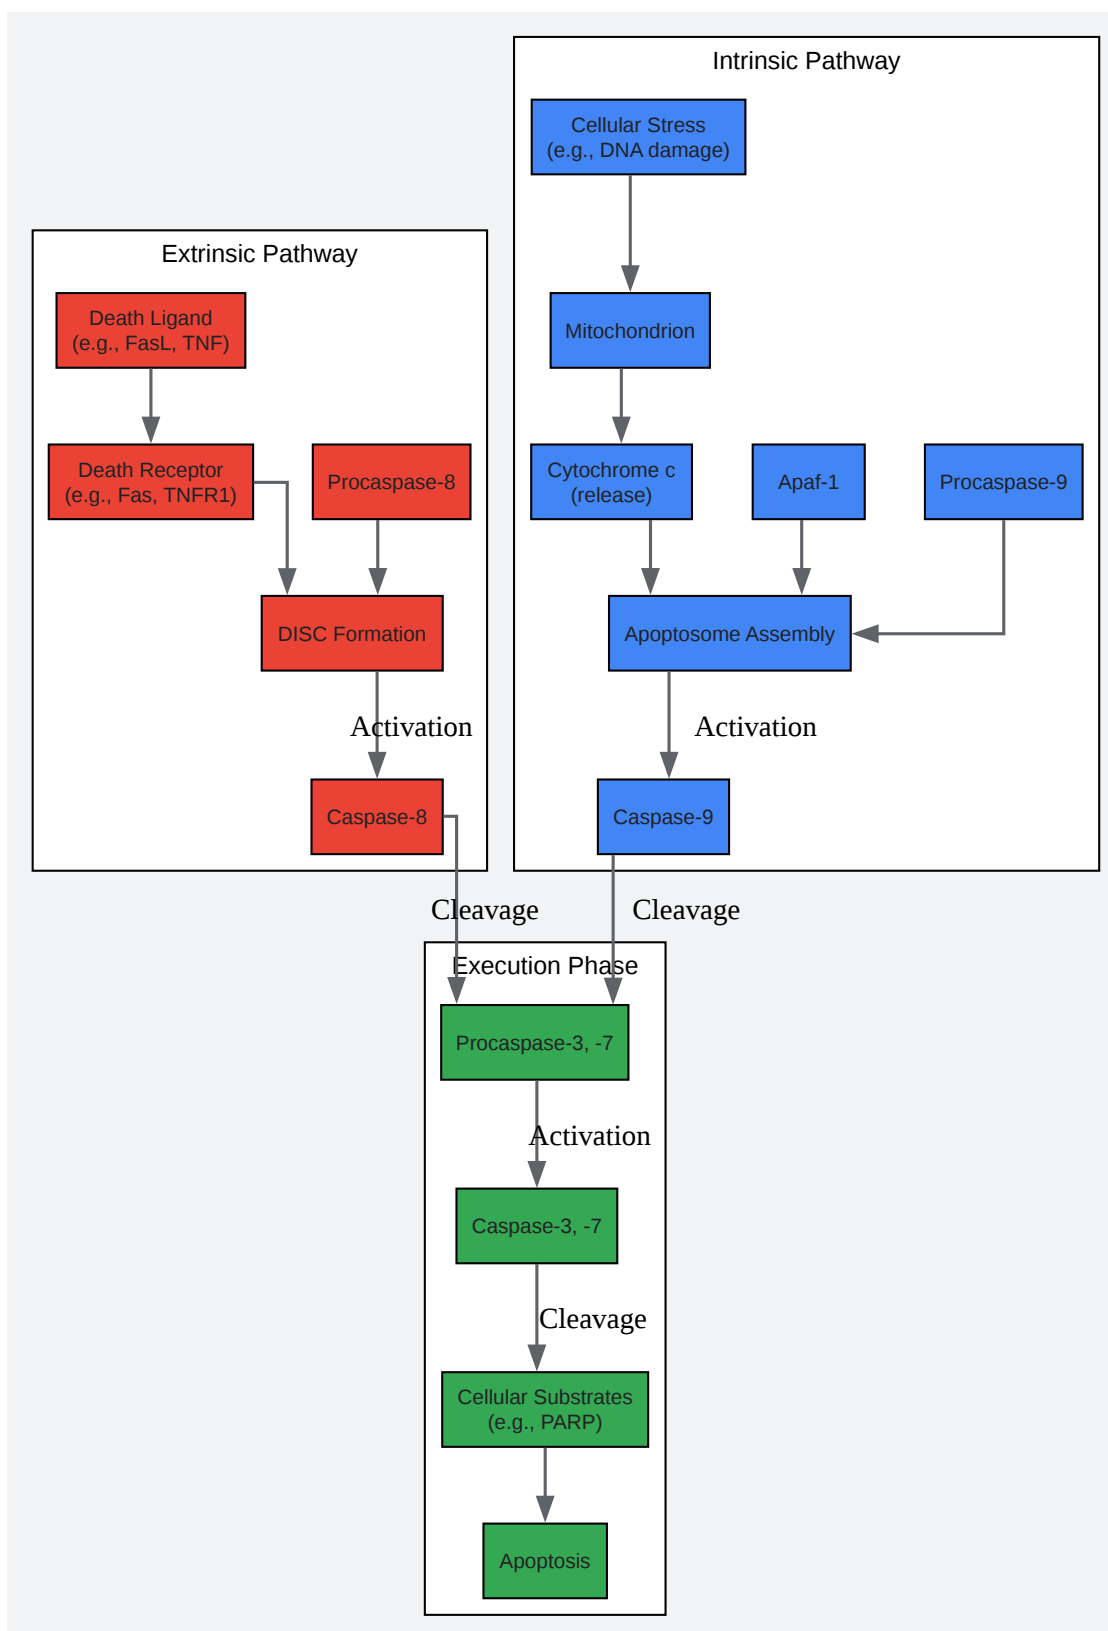 Intrinsic Pathway
Cellular Stress
(e.g., DNA damage)
Extrinsic Pathway
Death Ligand
(e.g., FasL, TNF)
Mitochondrion
Death Receptor
(e.g., Fas, TNFR1)
Procaspase-8
Cytochrome c
(release)
Apaf-1
Procaspase-9
DISC Formation
Apoptosome Assembly
Activation
Activation
Caspase-8
Caspase-9
Cleavage
Cleavage
Execution Phase
Procaspase-3, -7
Activation
Caspase-3, -7
Cleavage
Cellular Substrates
(e.g., PARP)
Apoptosis